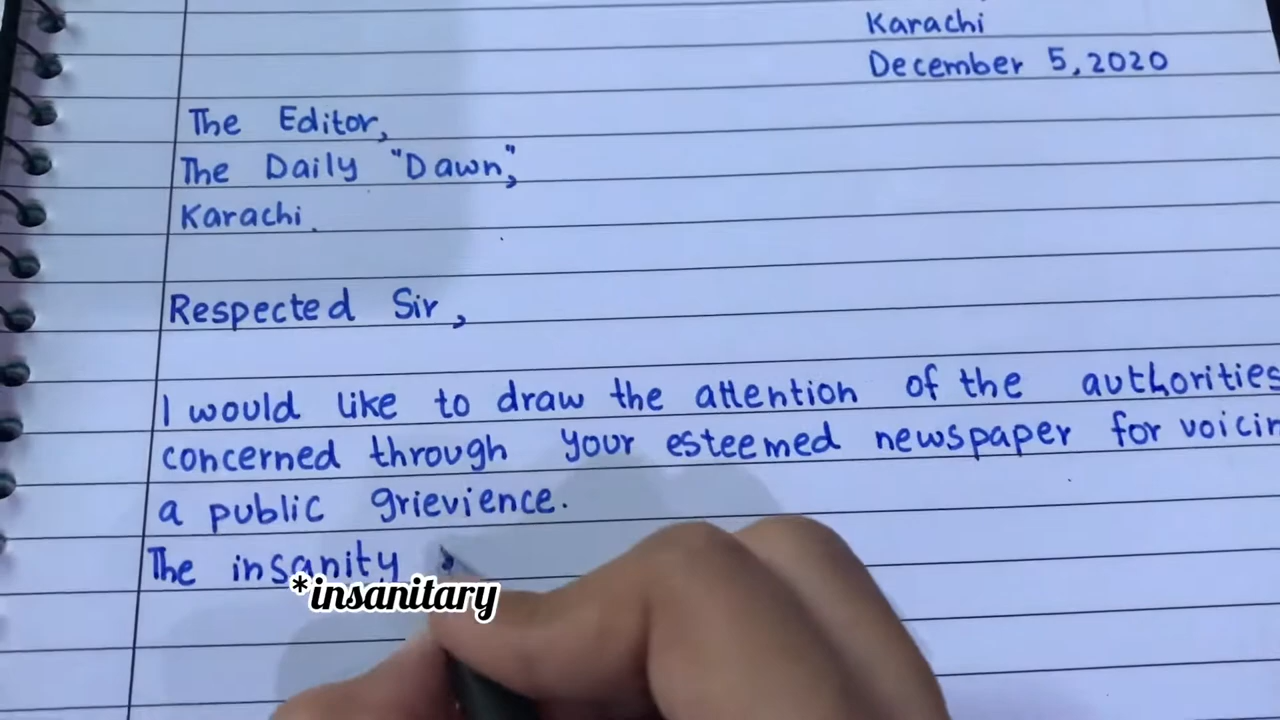 Karachi
December 5, 2020
The Editor,
The Daily "Dawn",
Karachi.
Respected Sir,
I would like to draw the attention of the authorities
concerned through your esteemed newspaper for voicin
a public grievience.
The insanity
*insanitary